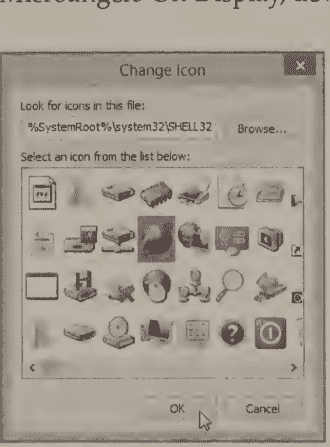 Change Icon
Look for icons in this file:
%SystemRoot%\system32\SHELL32
Browse...
Select an icon from the list below:
OK
Cancel